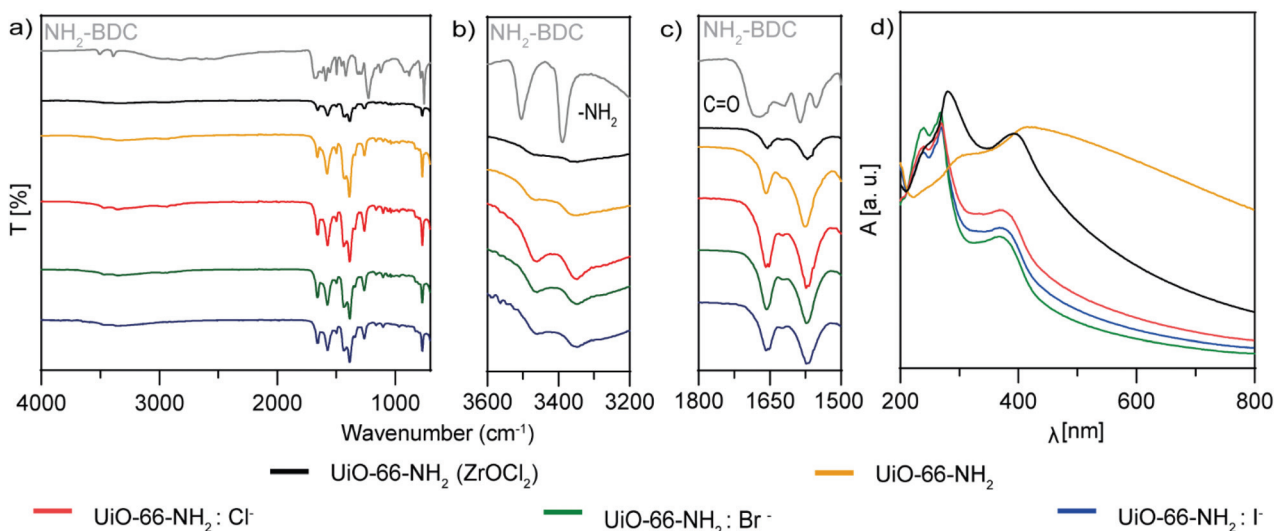 a)
NH₂-BDC
T [%]
4000 3000 2000 1000
b)
NH₂-BDC
-NH₂
3600 3400 3200
c)
NH₂-BDC
C=O
1800 1650 1500
Wavenumber (cm⁻¹)
d)
A [a. u.]
200 400 600 800
λ [nm]
UiO-66-NH₂ (ZrOCl₂) UiO-66-NH₂
UiO-66-NH₂ : Cl⁻ UiO-66-NH₂ : Br⁻ UiO-66-NH₂ : I⁻